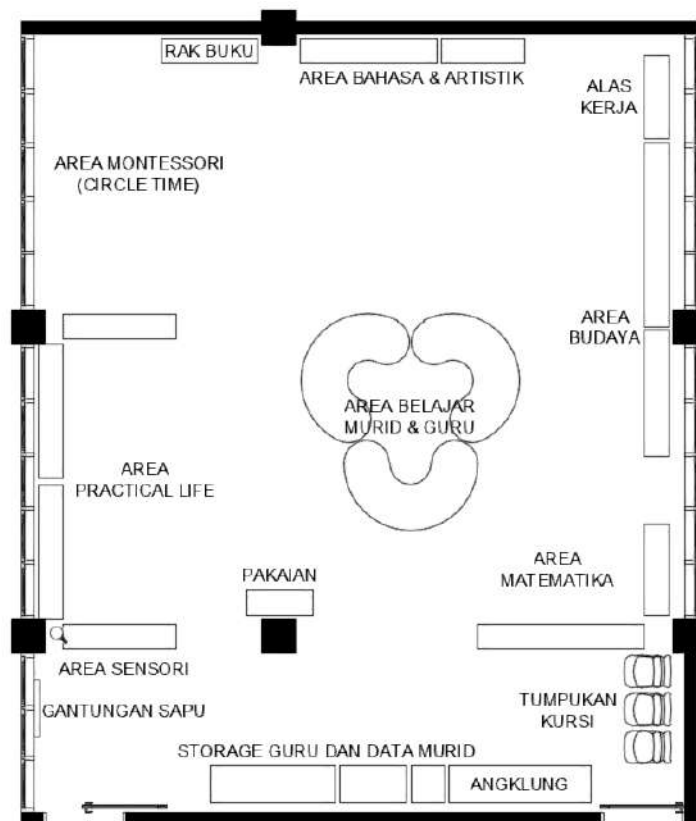 RAK BUKU
AREA BAHASA & ARTISTIK
ALAS
KERJA
AREA MONTESSORI
(CIRCLE TIME)
AREA
BUDAYA
AREA BELAJAR
MURID & GURU
AREA
PRACTICAL LIFE
AREA
MATEMATIKA
PAKAIAN
AREA SENSORI
GANTUNGAN SAPU
TUMPUKAN
KURSI
STORAGE GURU DAN DATA MURID
ANGKLUNG